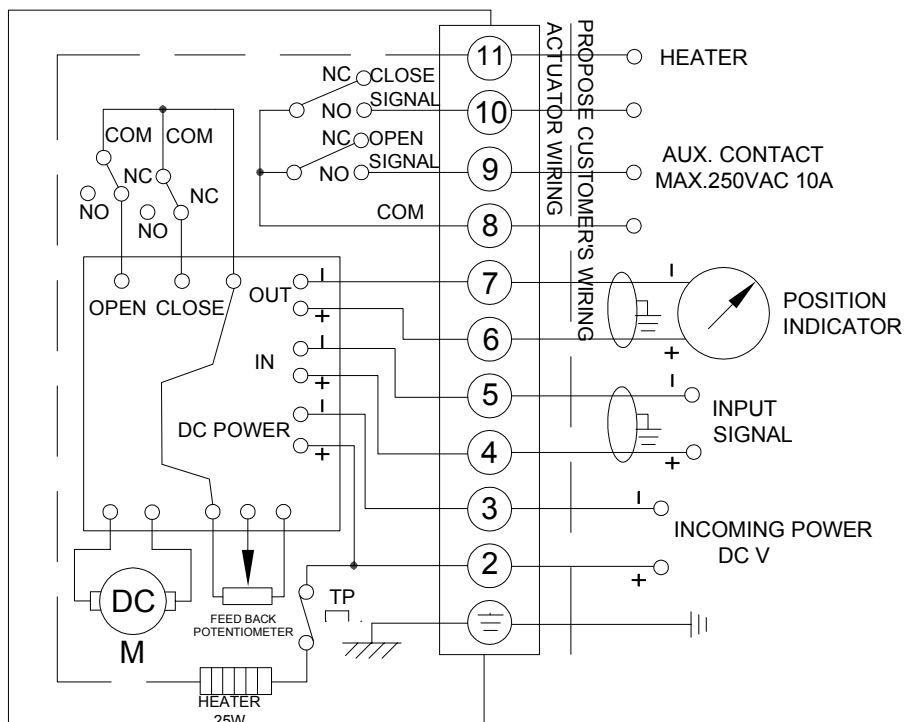 11
HEATER
NC CLOSE
NO SIGNAL
10
NC OPEN
NO SIGNAL
9
AUX. CONTACT
MAX.250VAC 10A
COM
8
PROPOSE CUSTOMER'S WIRING
ACTUATOR WIRING
COM
COM
NC
NC
NO
NO
OPEN
CLOSE
OUT
-
+
IN
-
+
DC POWER
-
+
7
6
-
+
POSITION
INDICATOR
5
4
-
+
INPUT
SIGNAL
3
2
-
+
INCOMING POWER
DC V
DC
M
FEED BACK
POTENTIOMETER
TP
HEATER
25W